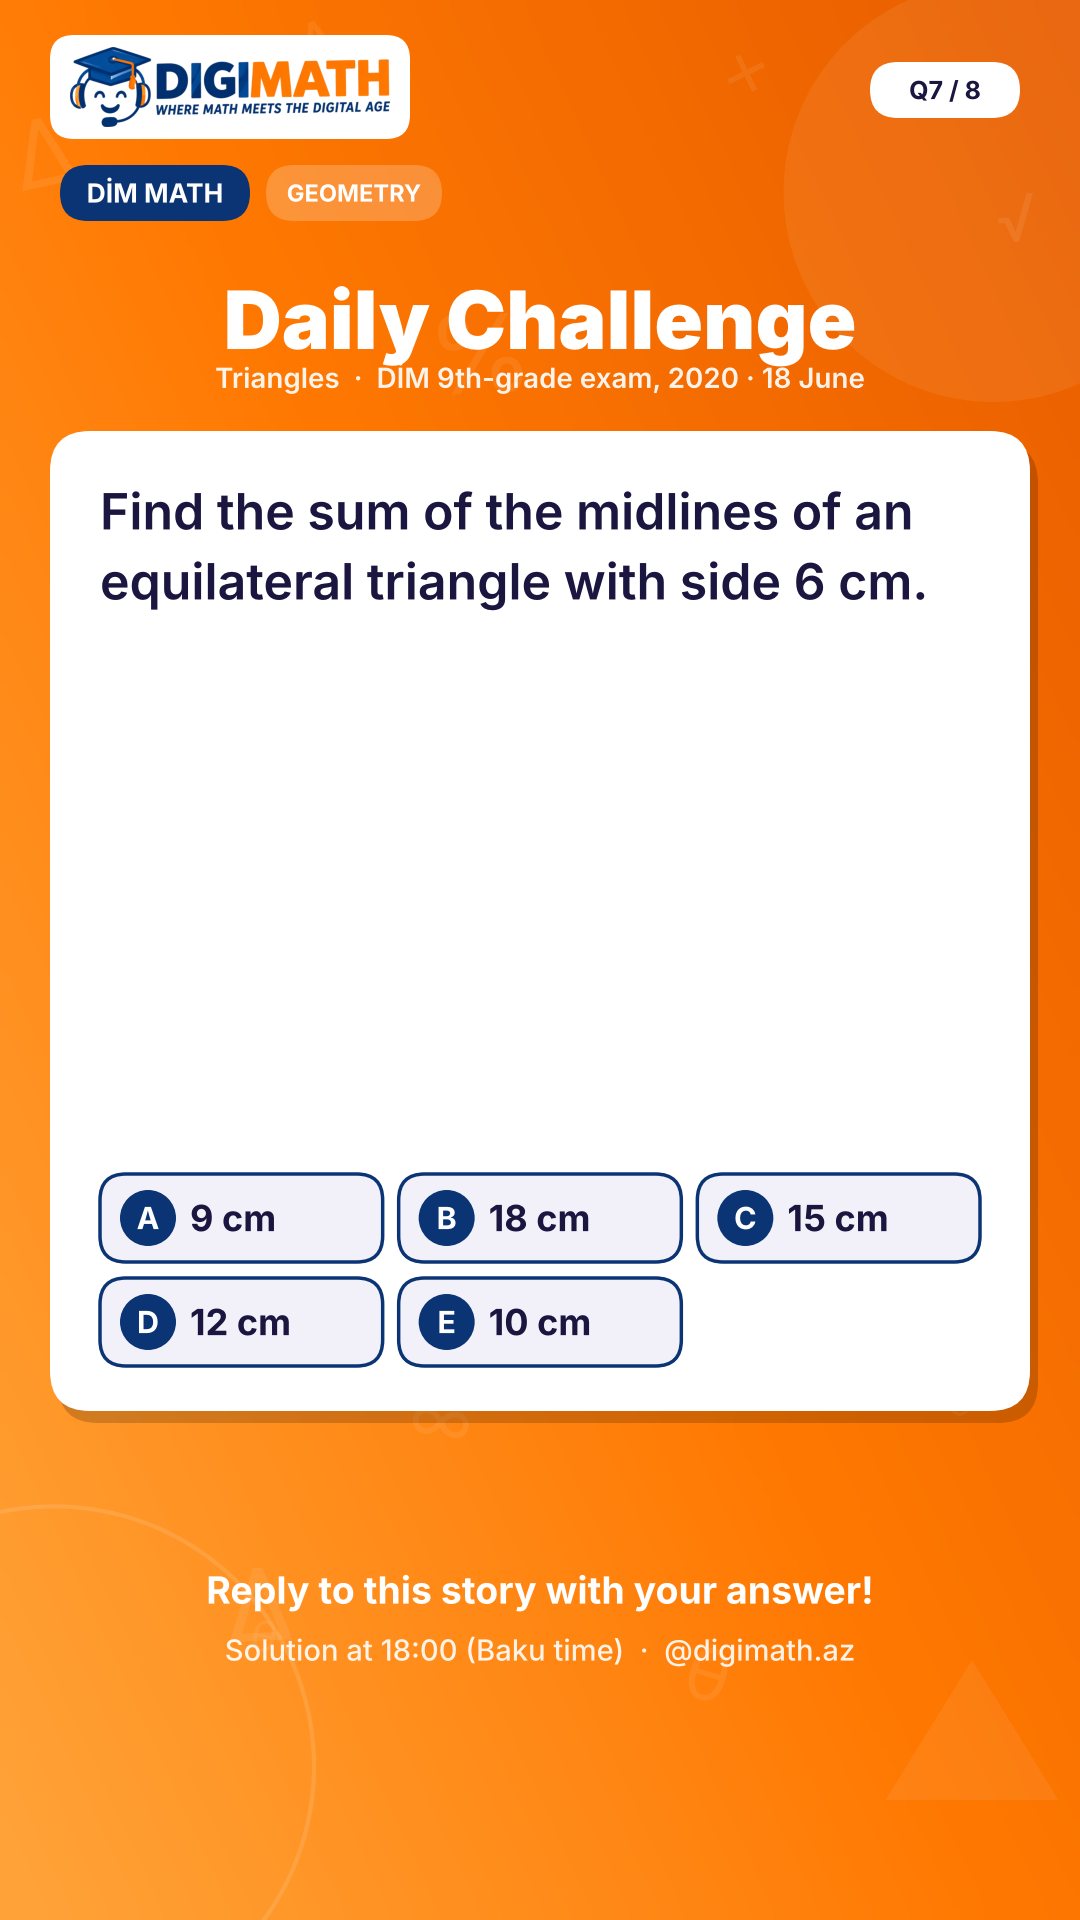 DIGIMATH
WHERE MATH MEETS THE DIGITAL AGE
Q7 / 8
DİM MATH
GEOMETRY
Daily Challenge
Triangles · DİM 9th-grade exam, 2020 · 18 June
Find the sum of the midlines of an
equilateral triangle with side 6 cm.
A 9 cm
B 18 cm
C 15 cm
D 12 cm
E 10 cm
Reply to this story with your answer!
Solution at 18:00 (Baku time) · @digimath.az